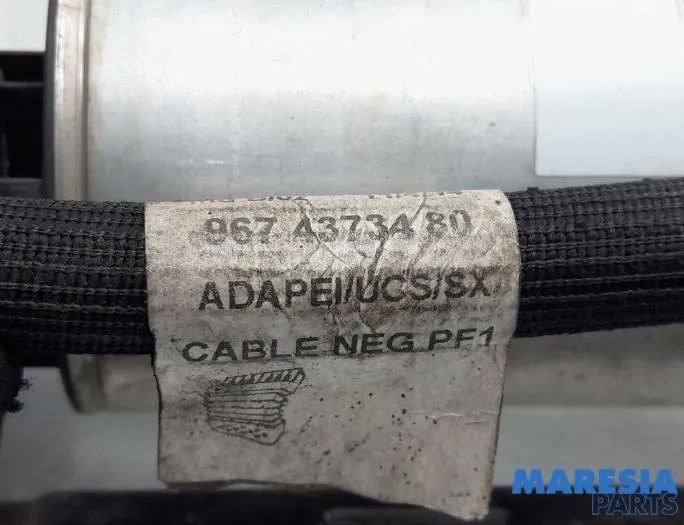 967 43734 80
ADAPEI/UCS/SX
CABLE NEG PF1
MARESIA
PARTS